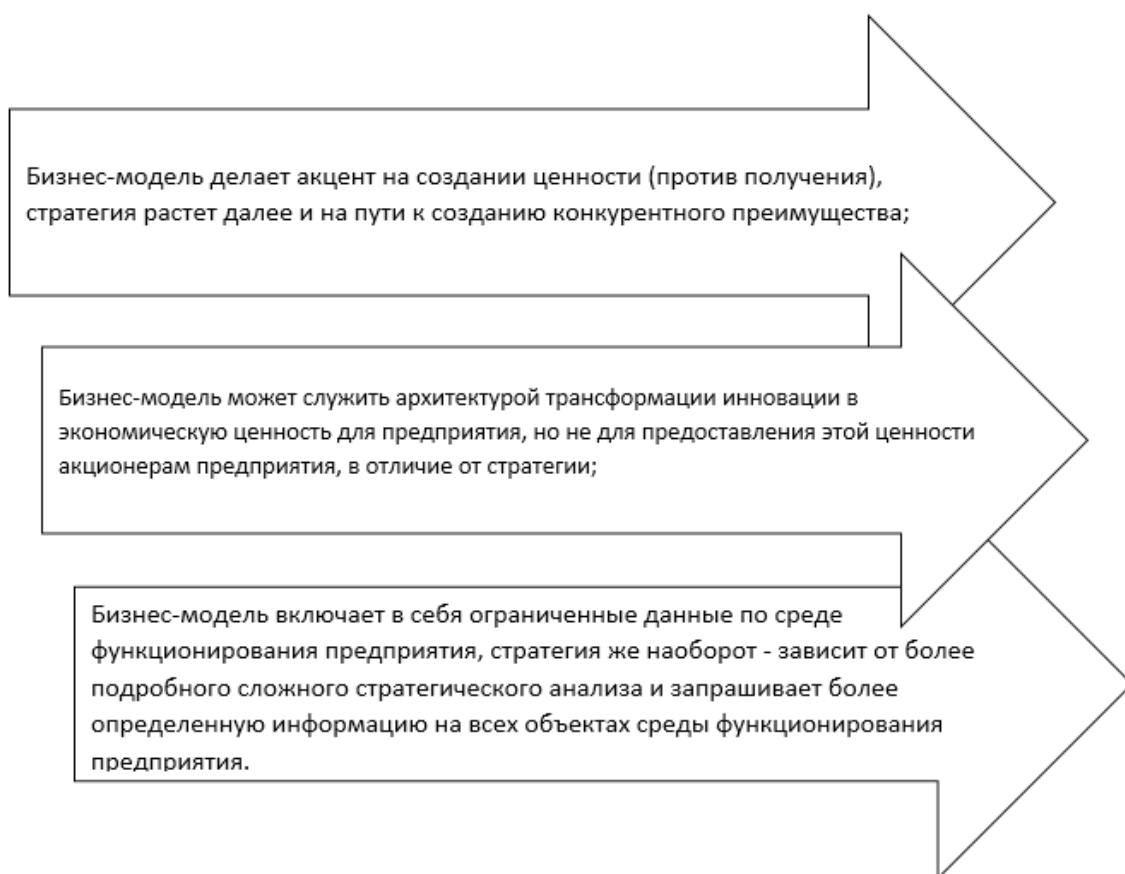 Бизнес-модель делает акцент на создании ценности (против получения),
стратегия растет далее и на пути к созданию конкурентного преимущества;
Бизнес-модель может служить архитектурой трансформации инновации в
экономическую ценность для предприятия, но не для предоставления этой ценности
акционерам предприятия, в отличие от стратегии;
Бизнес-модель включает в себя ограниченные данные по среде
функционирования предприятия, стратегия же наоборот - зависит от более
подробного сложного стратегического анализа и запрашивает более
определенную информацию на всех объектах среды функционирования
предприятия.